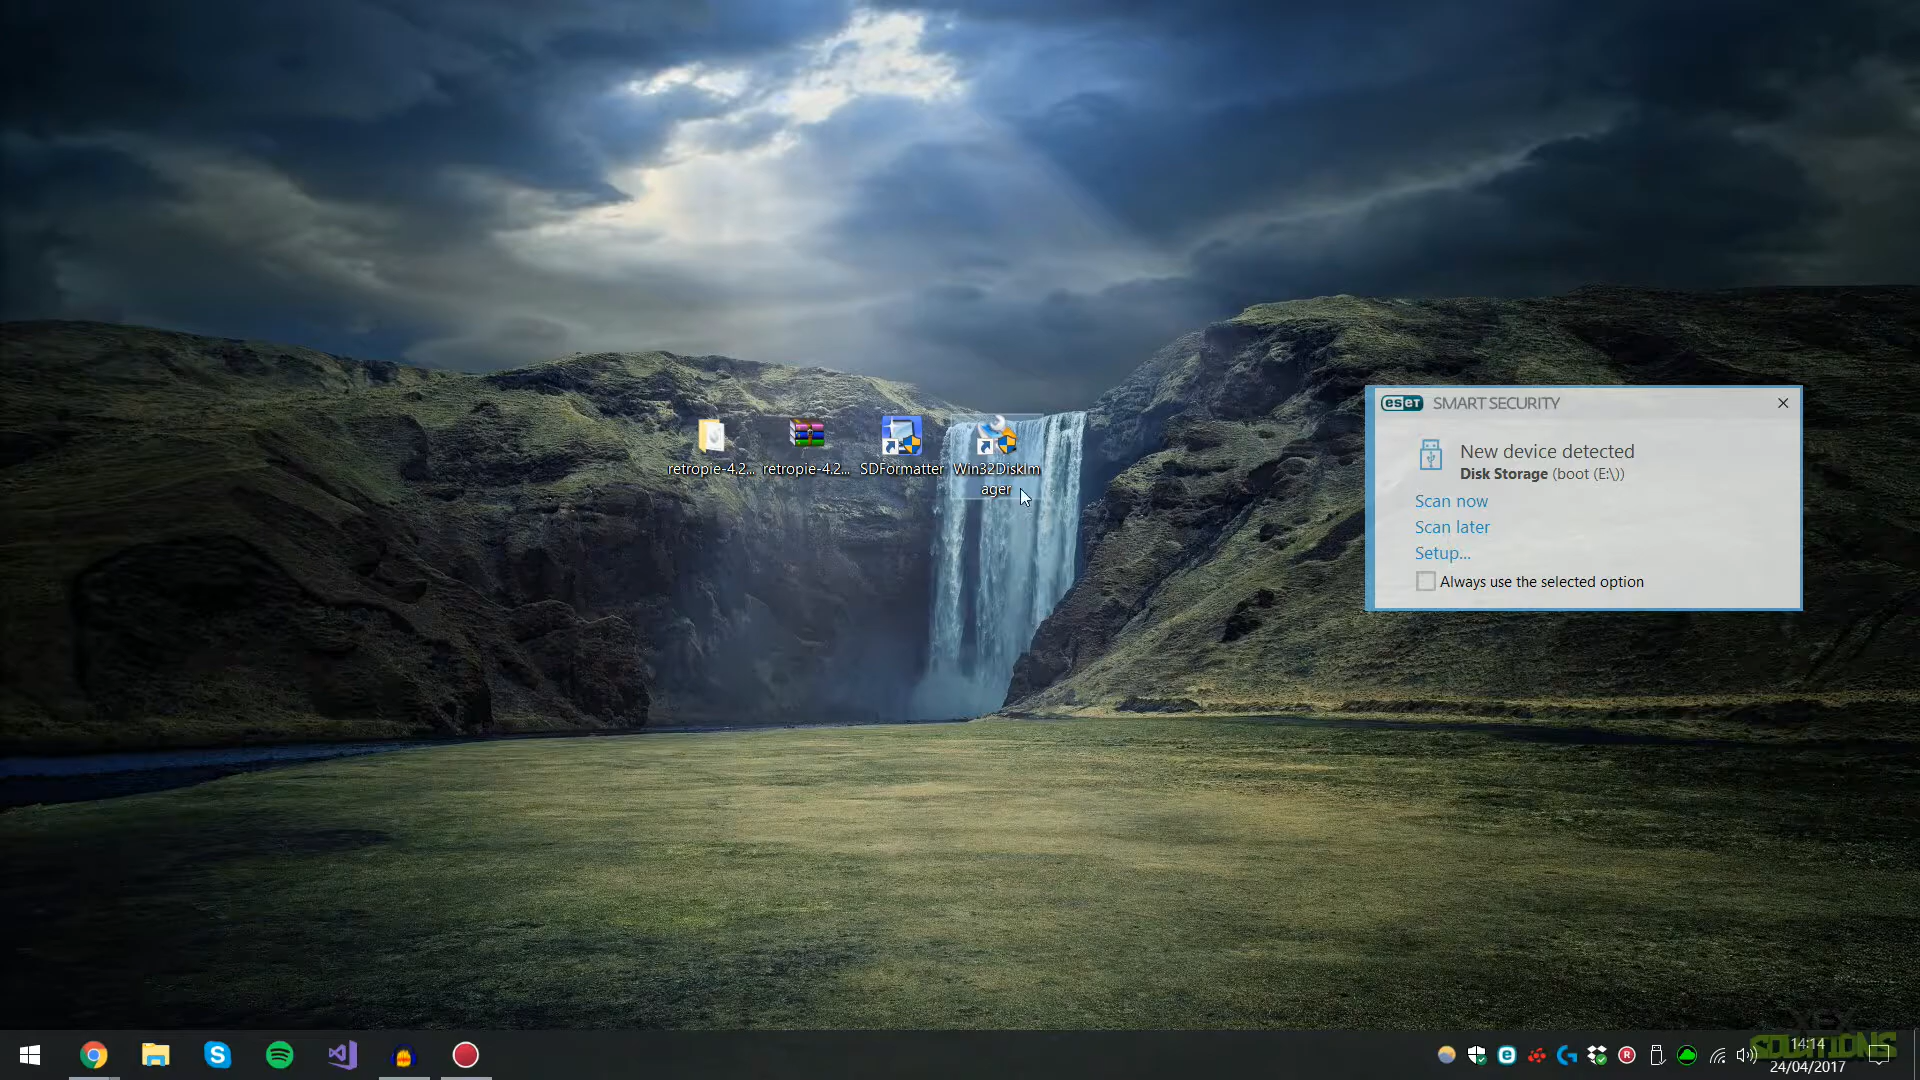 retropie-4.2...
retropie-4.2...
SDFormatter
Win32DiskIm
ager
eseT
SMART SECURITY
New device detected
Disk Storage (boot (E:\))
Scan now
Scan later
Setup...
Always use the selected option
SOLUTIONS
14:14
24/04/2017